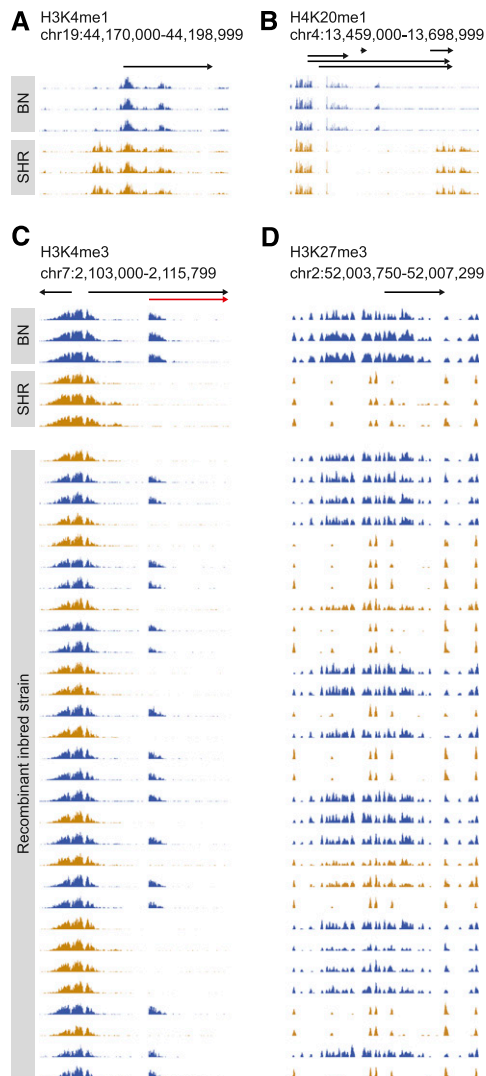 A
H3K4me1
chr19:44,170,000-44,198,999
BN
SHR
B
H4K20me1
chr4:13,459,000-13,698,999
C
H3K4me3
chr7:2,103,000-2,115,799
BN
SHR
Recombinant inbred strain
D
H3K27me3
chr2:52,003,750-52,007,299